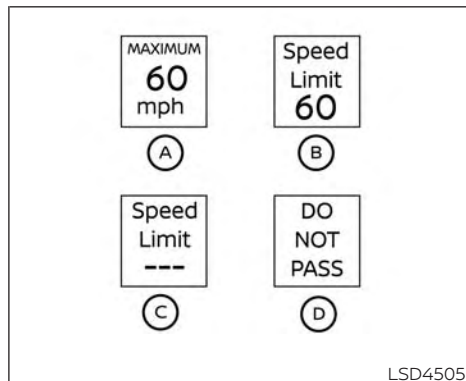 MAXIMUM
60
mph
A
Speed
Limit
60
B
Speed
Limit
---
C
DO
NOT
PASS
D
LSD4505